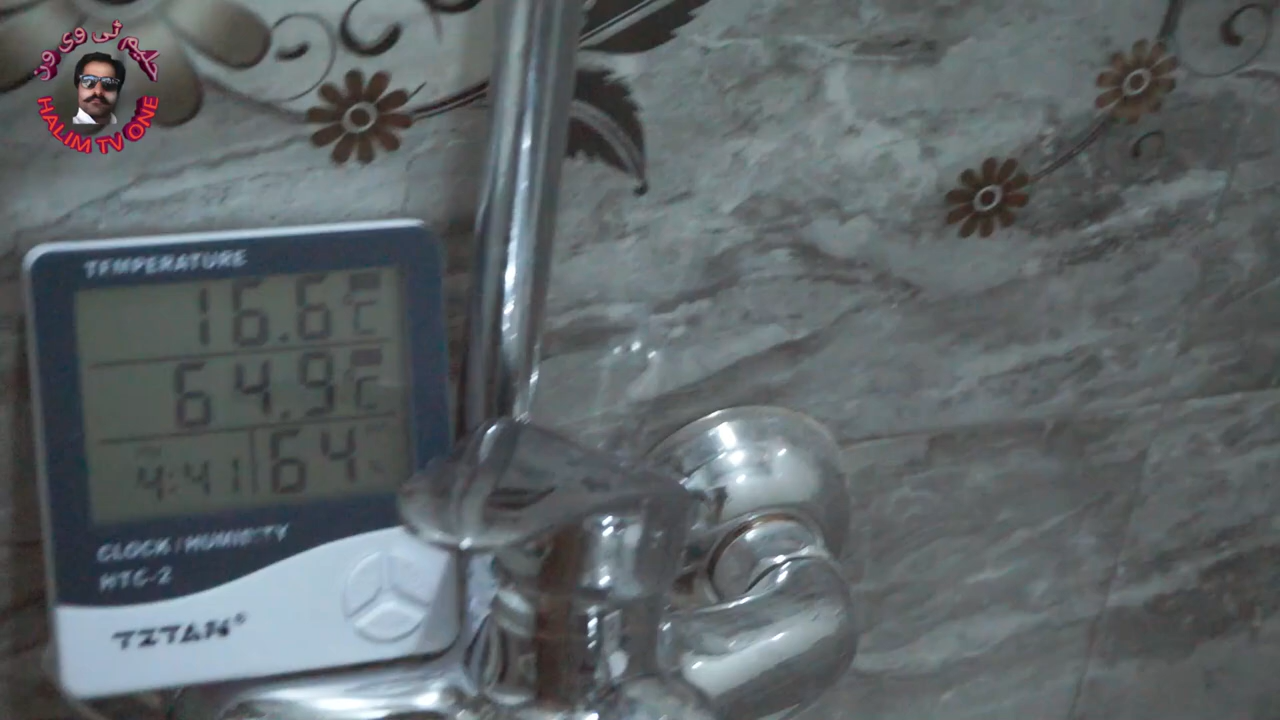 حلیم ٹی وی ون
HALIM TV ONE
TEMPERATURE
16.6°C
64.9°C
4:41 64%
CLOCK/HUMIDITY
HTC-2
TZTAN®